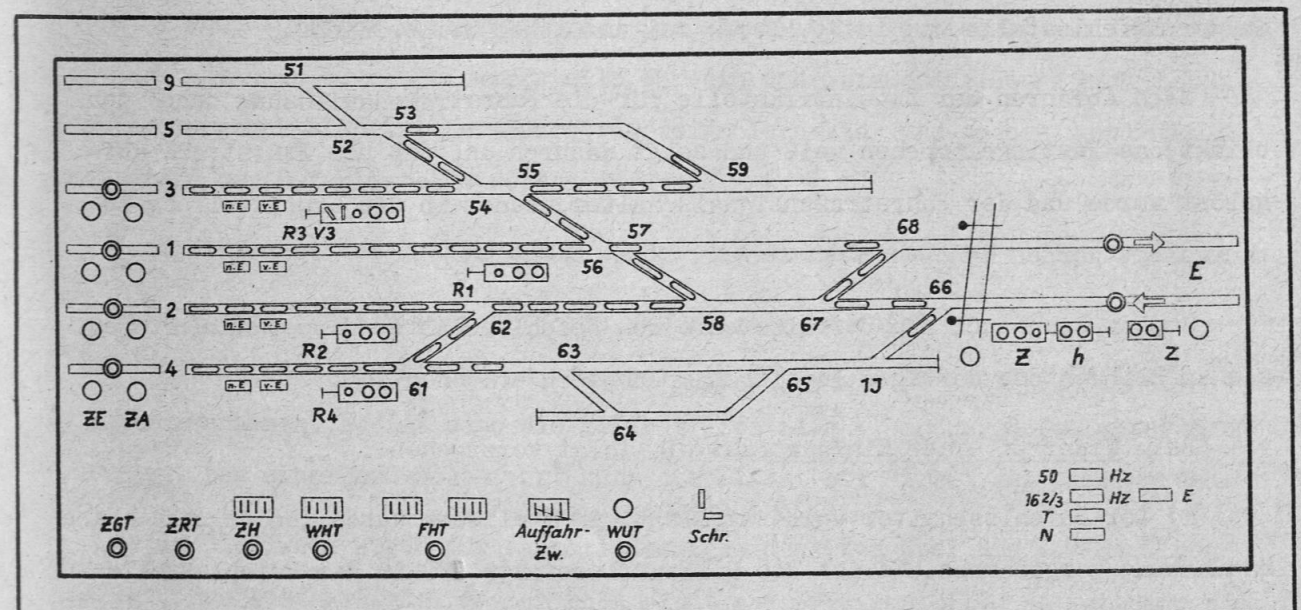 9 51
5 52 53
59
3 54 55
n.E v.E
R3 V3
1 56 57 68
n.E v.E
R1 E
2 62 58 67 66
n.E v.E
R2 Z h z
4 61 63 65 1J
n.E v.E
ZE ZA R4
64
50 Hz
16 2/3 Hz E
T
N
ZGT ZRT ZH WHT FHT Auffahr- WUT Schr.
Zw.